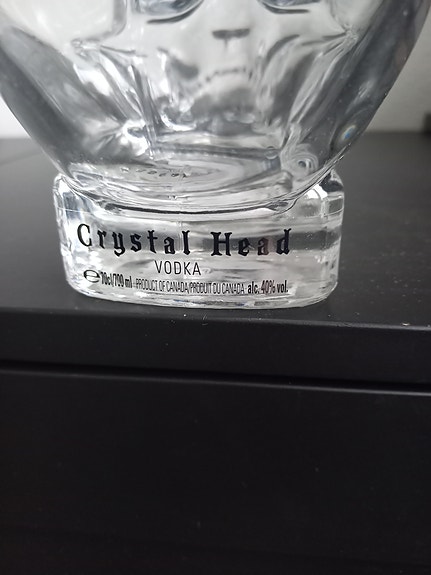 Crystal Head
VODKA
℮ 70cl/700 ml - PRODUCT OF CANADA/PRODUIT DU CANADA alc. 40% vol.